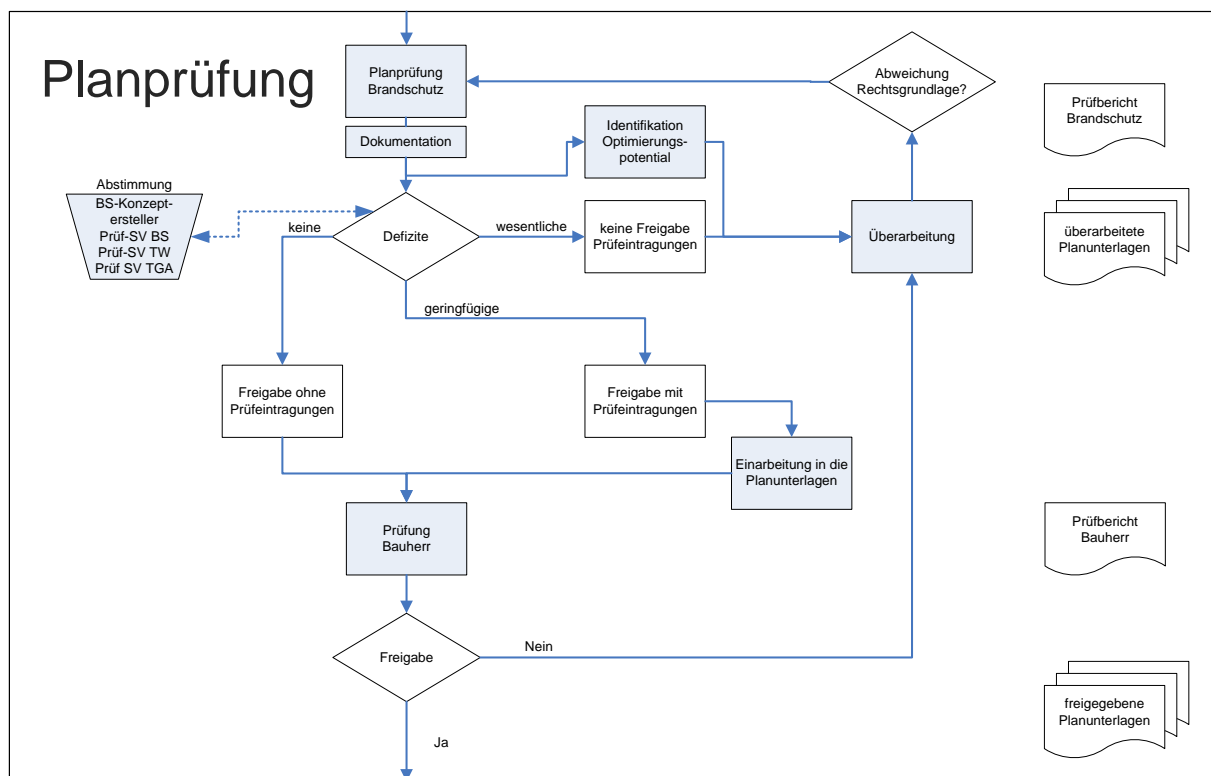 Planprüfung
Planprüfung
Brandschutz
Abweichung
Rechtsgrundlage?
Prüfbericht
Brandschutz
Dokumentation
Identifikation
Optimierungs-
potential
Abstimmung
BS-Konzept-
ersteller
Prüf-SV BS
Prüf-SV TW
Prüf SV TGA
keine
Defizite
wesentliche
keine Freigabe
Prüfeintragungen
Überarbeitung
überarbeitete
Planunterlagen
geringfügige
Freigabe ohne
Prüfeintragungen
Freigabe mit
Prüfeintragungen
Einarbeitung in die
Planunterlagen
Prüfung
Bauherr
Prüfbericht
Bauherr
Freigabe
Nein
freigegebene
Planunterlagen
Ja